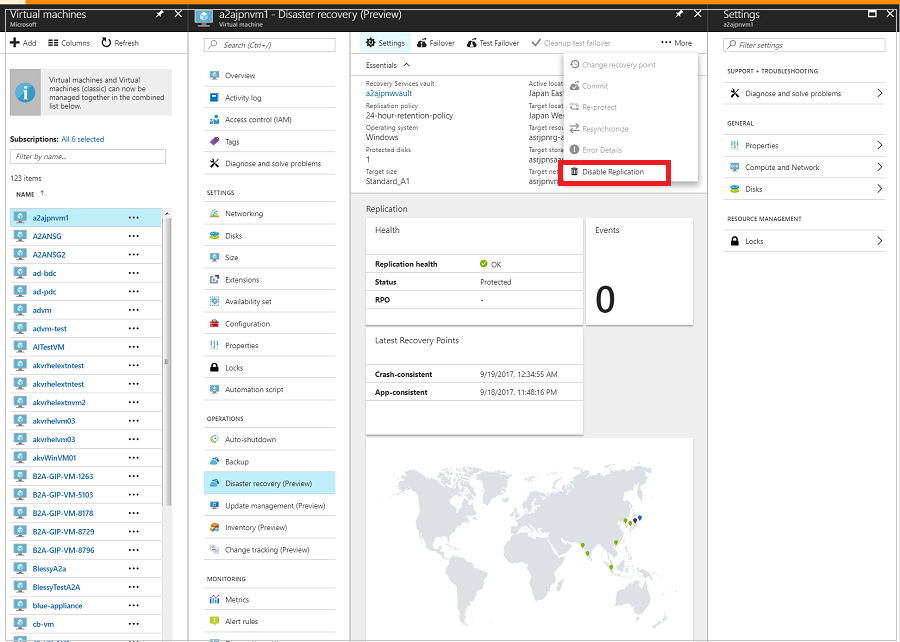 Virtual machines
Microsoft
Add
Columns
Refresh
Virtual machines and Virtual
machines (classic) can now be
managed together in the combined
list below.
Subscriptions: All 6 selected
Filter by name...
123 items
NAME
a2ajpnvm1
A2ANSG
A2ANSG2
ad-bdc
ad-pdc
advm
advm-test
AITestVM
akvrhelextntest
akvrhelextntest
akvrhelextnvm2
akvrhelvm03
akvrhelvm03
akvWinVM01
B2A-GIP-VM-1263
B2A-GIP-VM-5103
B2A-GIP-VM-8178
B2A-GIP-VM-8729
B2A-GIP-VM-8796
BlessyA2a
BlessyTestA2A
blue-appliance
cb-vm
a2ajpnvm1 - Disaster recovery (Preview)
Virtual machine
Search (Ctrl+/)
Overview
Activity log
Access control (IAM)
Tags
Diagnose and solve problems
SETTINGS
Networking
Disks
Size
Extensions
Availability set
Configuration
Properties
Locks
Automation script
OPERATIONS
Auto-shutdown
Backup
Disaster recovery (Preview)
Update management (Preview)
Inventory (Preview)
Change tracking (Preview)
MONITORING
Metrics
Alert rules
Settings
Failover
Test Failover
Cleanup test failover
More
Essentials
Recovery Services vault
a2ajpnwvault
Replication policy
24-hour-retention-policy
Operating system
Windows
Protected disks
1
Target size
Standard_A1
Active locat
Japan East
Target locat
Japan Wes
Target resou
asrjpnrg-a
Target stora
asrjpnsaa
Target netw
asrjpnvn
Change recovery point
Commit
Re-protect
Resynchronize
Error Details
Disable Replication
Replication
Health
Replication health OK
Status Protected
RPO -
Events
0
Latest Recovery Points
Crash-consistent 9/19/2017, 12:34:55 AM
App-consistent 9/18/2017, 11:48:16 PM
Settings
a2ajpnvm1
Filter settings
SUPPORT + TROUBLESHOOTING
Diagnose and solve problems
GENERAL
Properties
Compute and Network
Disks
RESOURCE MANAGEMENT
Locks